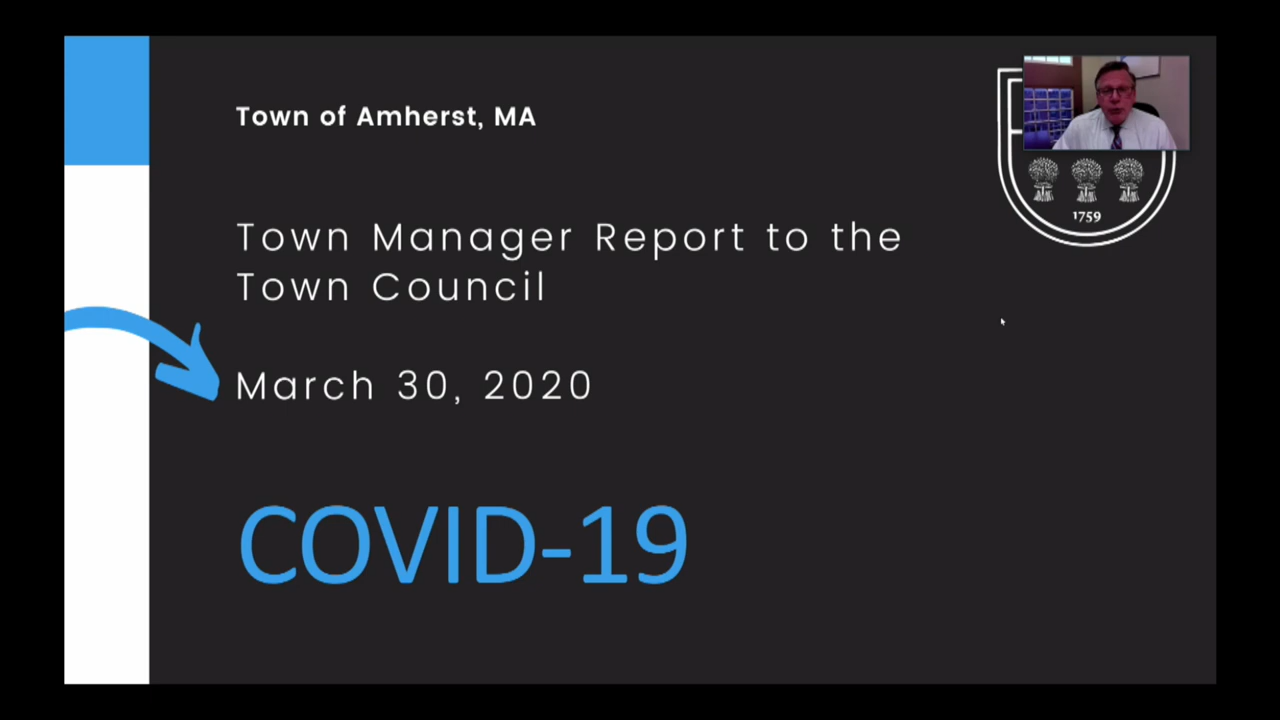 Town of Amherst, MA
1759
Town Manager Report to the
Town Council
March 30, 2020
COVID-19